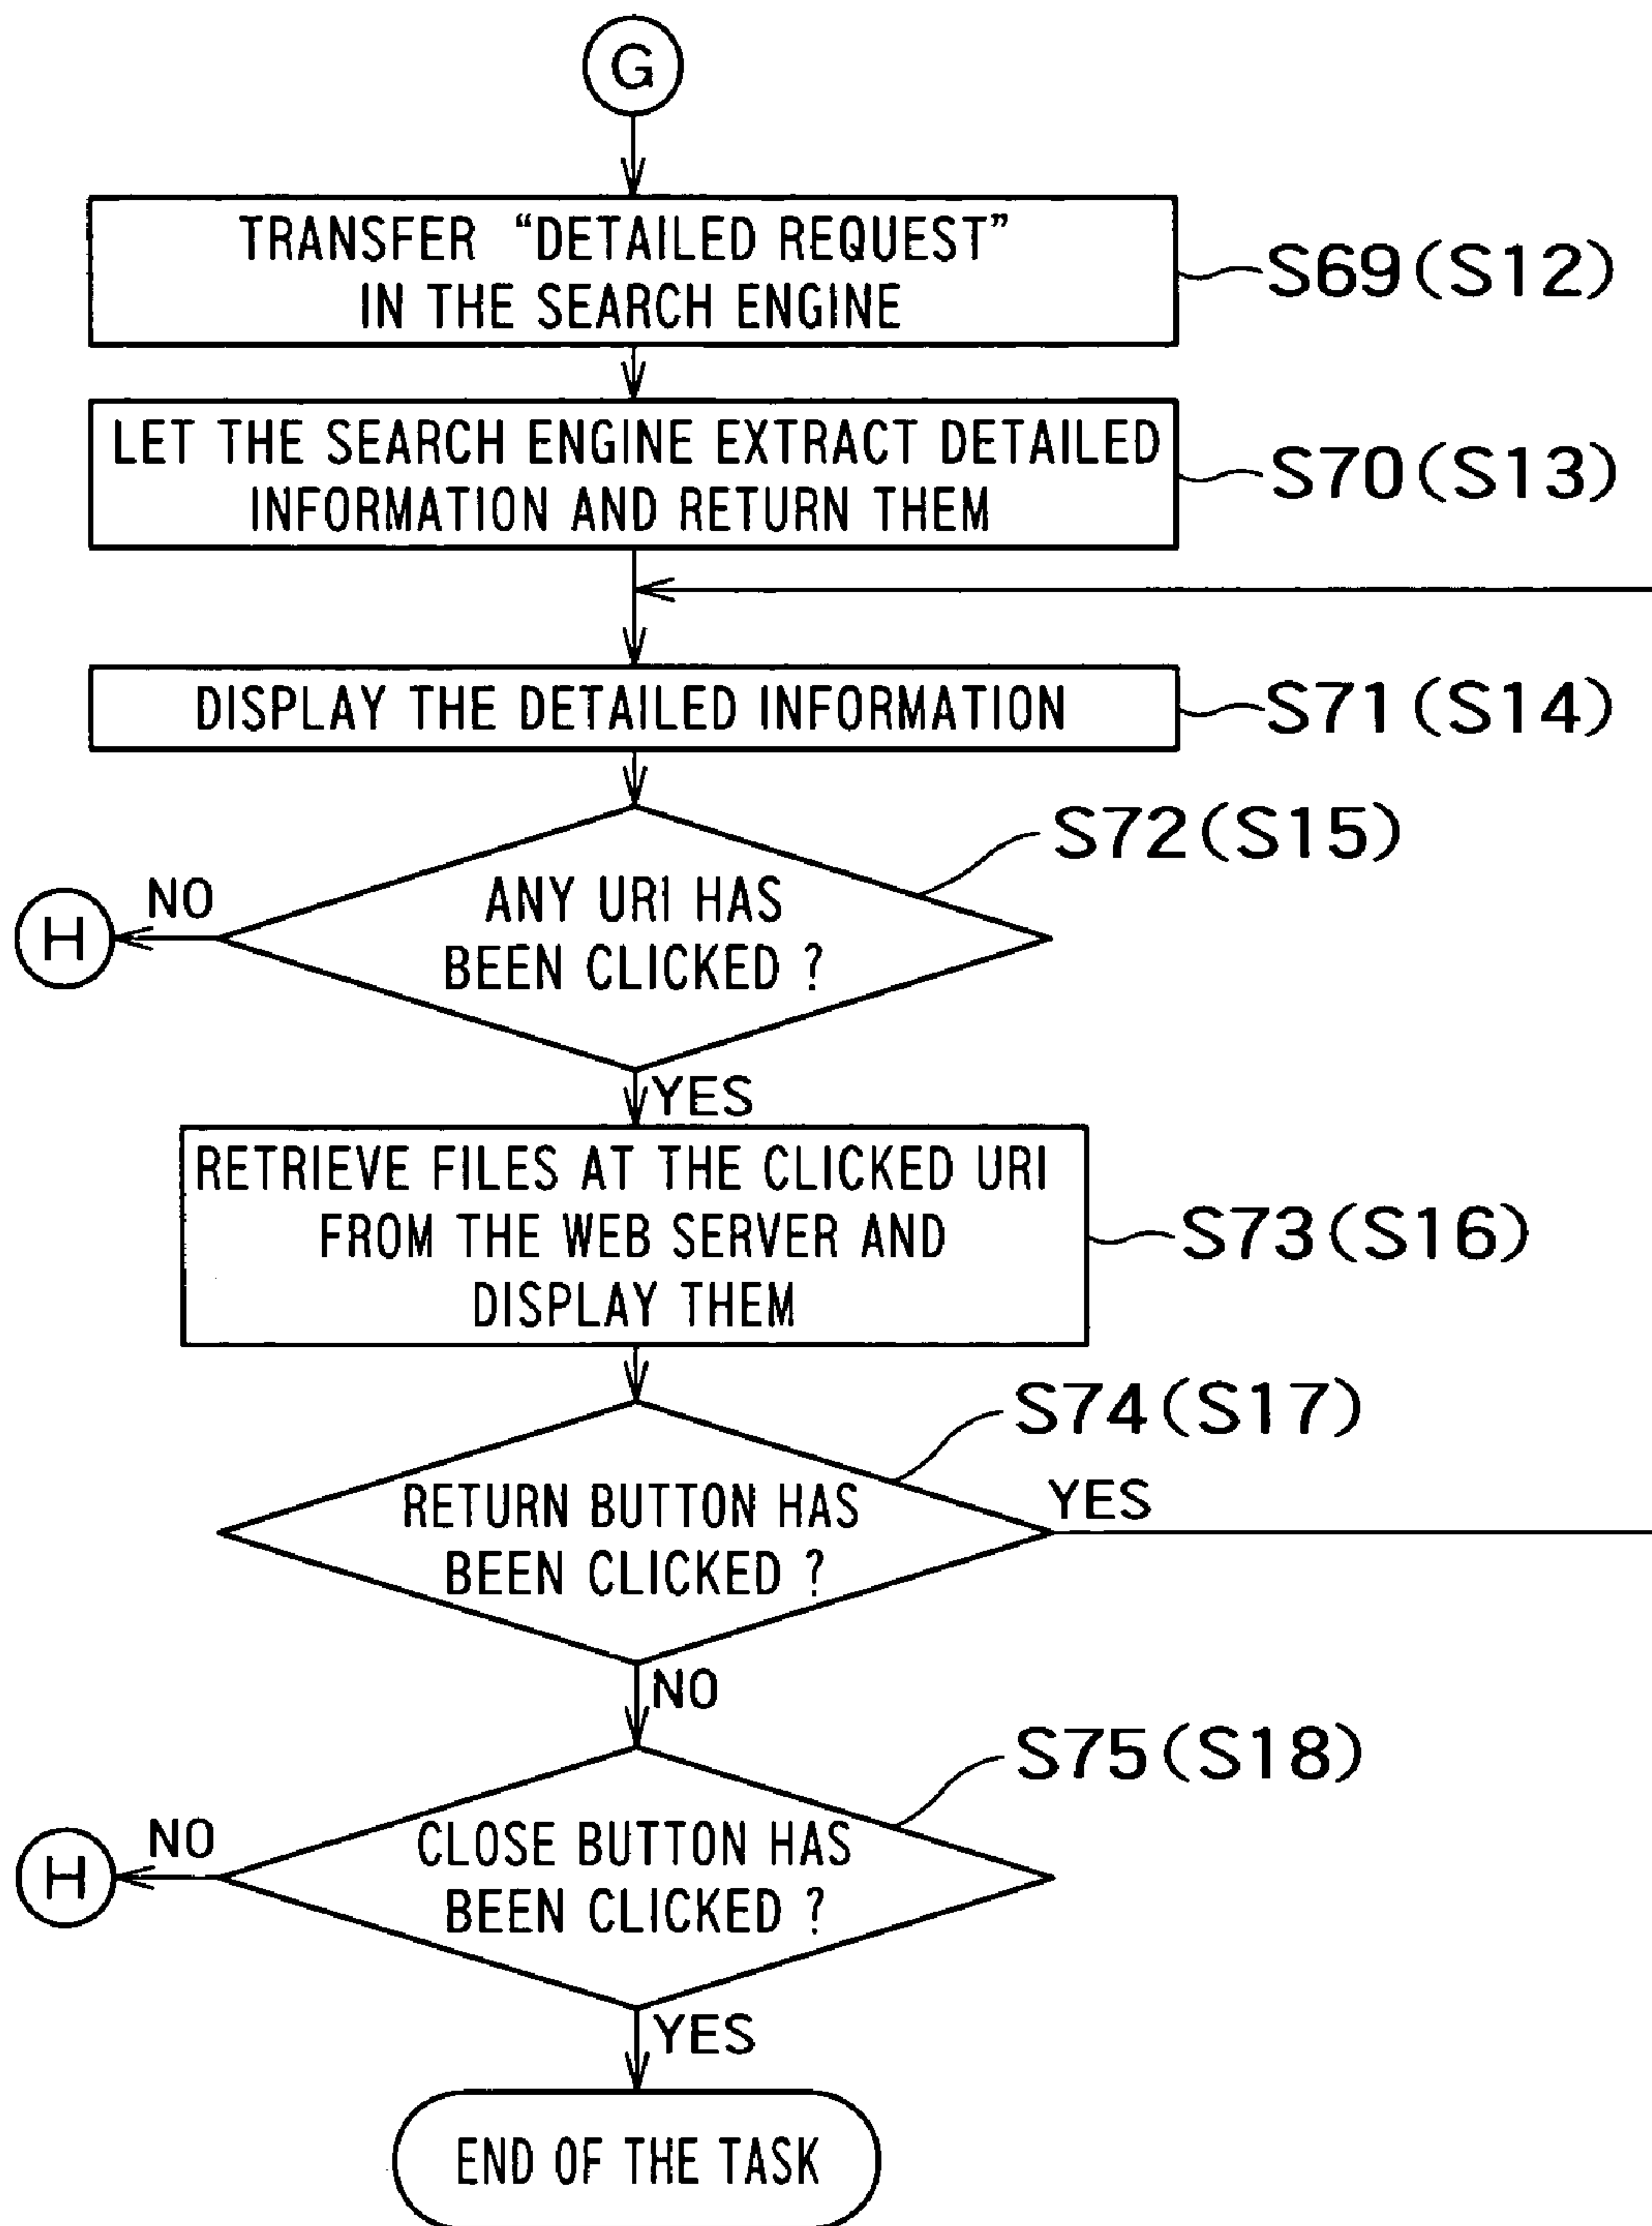 G
TRANSFER “DETAILED REQUEST”
IN THE SEARCH ENGINE
S69(S12)
LET THE SEARCH ENGINE EXTRACT DETAILED
INFORMATION AND RETURN THEM
S70(S13)
DISPLAY THE DETAILED INFORMATION
S71(S14)
S72(S15)
NO
H
ANY URI HAS
BEEN CLICKED ?
YES
RETRIEVE FILES AT THE CLICKED URI
FROM THE WEB SERVER AND
DISPLAY THEM
S73(S16)
S74(S17)
RETURN BUTTON HAS
BEEN CLICKED ?
YES
NO
S75(S18)
NO
H
CLOSE BUTTON HAS
BEEN CLICKED ?
YES
END OF THE TASK